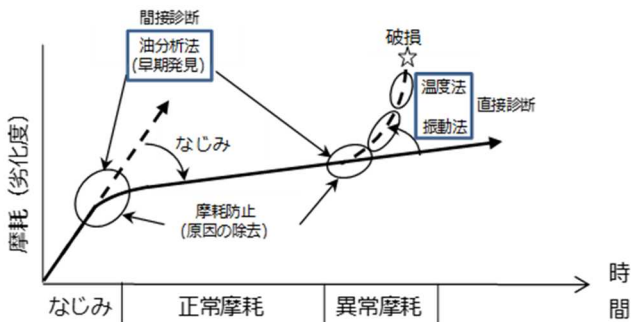 間接診断
油分析法
(早期発見)
破損
温度法
直接診断
振動法
なじみ
摩耗(劣化度)
摩耗防止
(原因の除去)
時間
なじみ
正常摩耗
異常摩耗